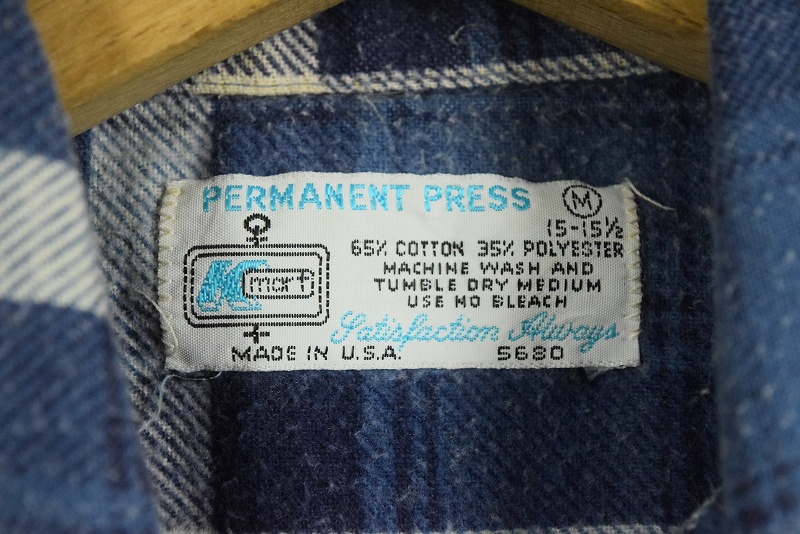 PERMANENT PRESS M
15-15½
65% COTTON 35% POLYESTER
MACHINE WASH AND
TUMBLE DRY MEDIUM
USE NO BLEACH
Kmart
Satisfaction Always
MADE IN U.S.A. 5680